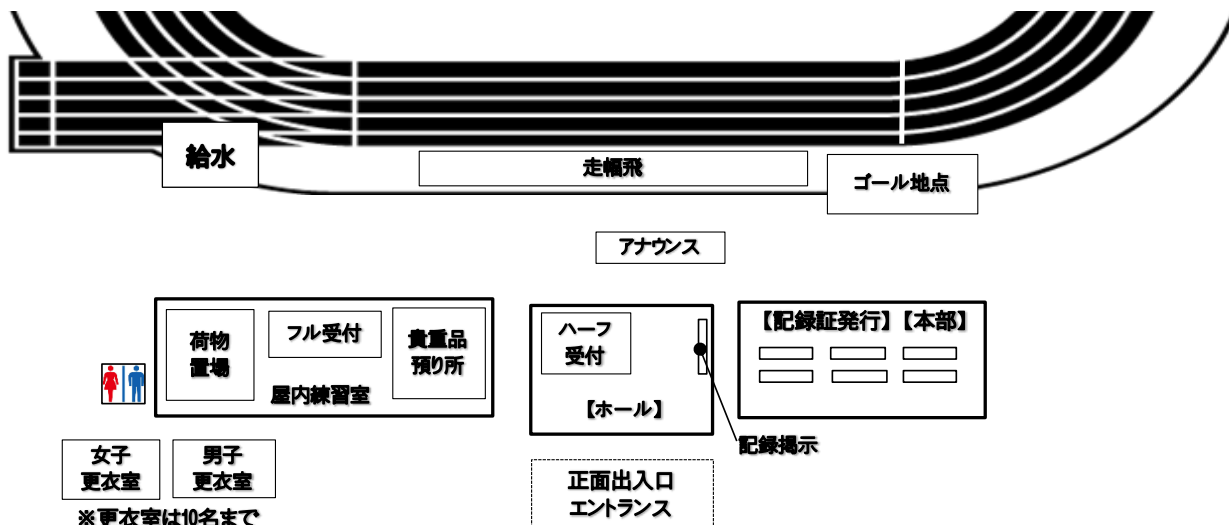 給水
走幅飛
ゴール地点
アナウンス
荷物
置場
フル受付
貴重品
預り所
屋内練習室
ハーフ
受付
【ホール】
【記録証発行】【本部】
記録掲示
女子
更衣室
男子
更衣室
※更衣室は10名まで
正面出入口
エントランス